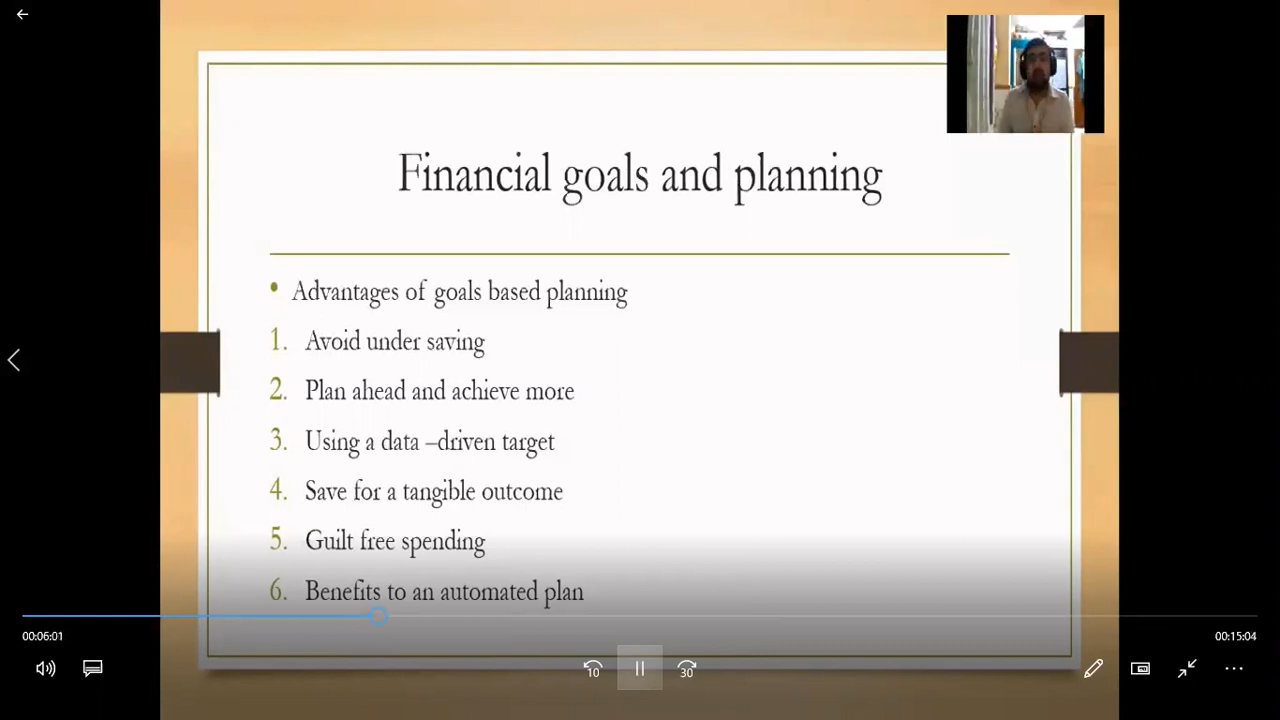 Financial goals and planning
• Advantages of goals based planning
1. Avoid under saving
2. Plan ahead and achieve more
3. Using a data –driven target
4. Save for a tangible outcome
5. Guilt free spending
6. Benefits to an automated plan
00:06:01
00:15:04
10
30